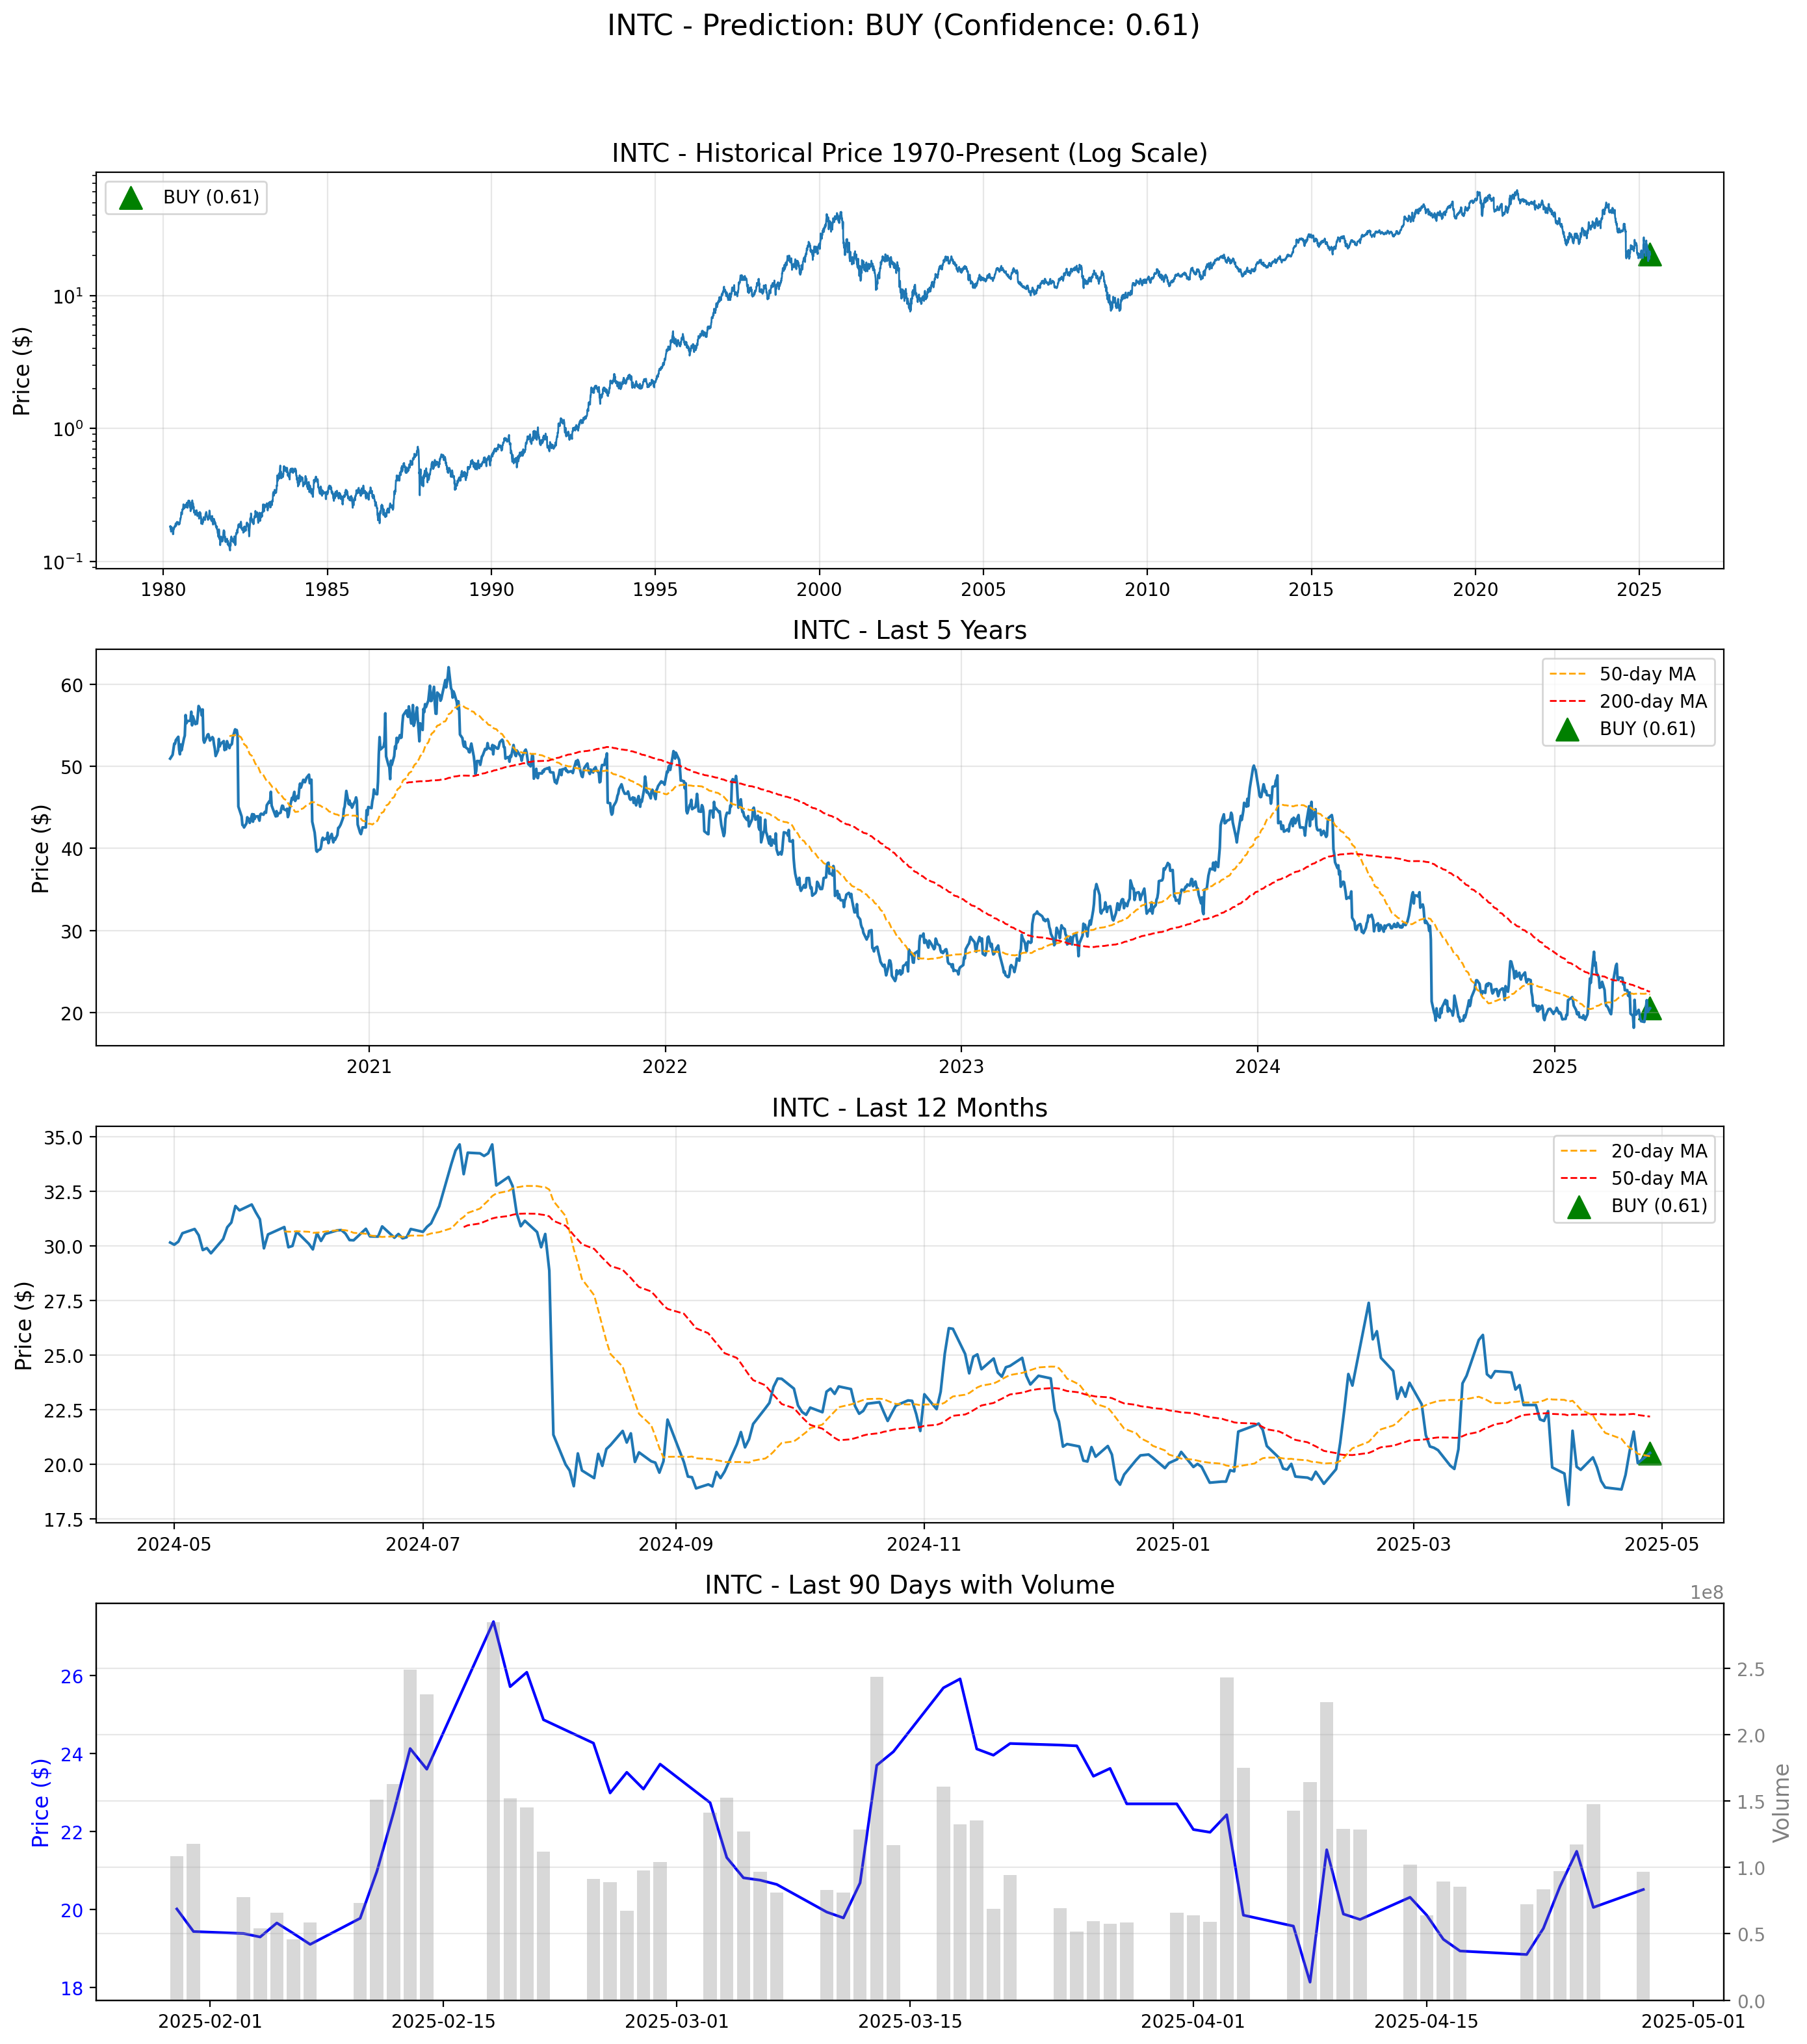 INTC - Prediction: BUY (Confidence: 0.61)
INTC - Historical Price 1970-Present (Log Scale)
BUY (0.61)
Price ($)
10¹
10⁰
10⁻¹
1980 1985 1990 1995 2000 2005 2010 2015 2020 2025
INTC - Last 5 Years
50-day MA
200-day MA
BUY (0.61)
Price ($)
60
50
40
30
20
2021 2022 2023 2024 2025
INTC - Last 12 Months
20-day MA
50-day MA
BUY (0.61)
Price ($)
35.0
32.5
30.0
27.5
25.0
22.5
20.0
17.5
2024-05 2024-07 2024-09 2024-11 2025-01 2025-03 2025-05
INTC - Last 90 Days with Volume
1e8
Price ($)
26
24
22
20
18
2.5
2.0
1.5
1.0
0.5
0.0
Volume
2025-02-01 2025-02-15 2025-03-01 2025-03-15 2025-04-01 2025-04-15 2025-05-01